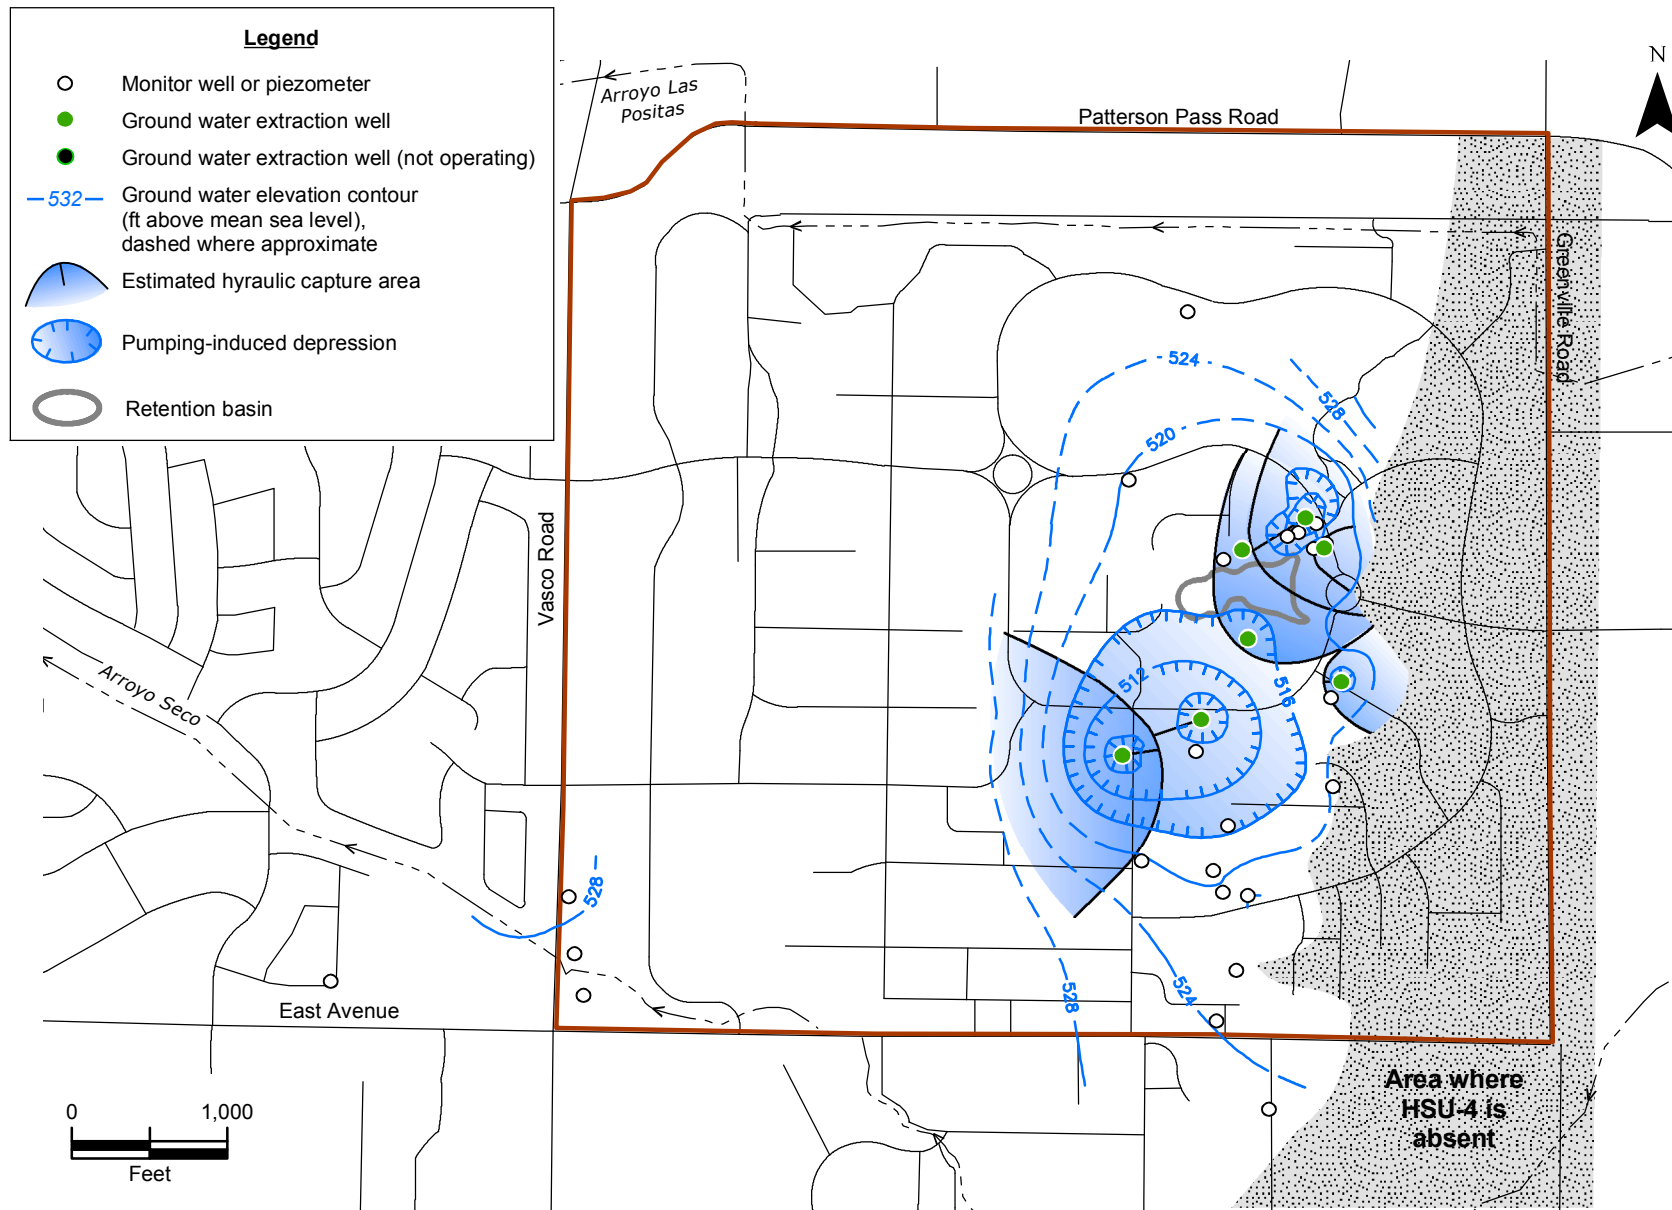 Legend
Monitor well or piezometer
Ground water extraction well
Ground water extraction well (not operating)
532
Ground water elevation contour
(ft above mean sea level),
dashed where approximate
Estimated hyraulic capture area
Pumping-induced depression
Retention basin
Arroyo Las
Positas
Patterson Pass Road
N
Greenville Road
524
528
520
Vasco Road
512
516
Arroyo Seco
528
528
524
East Avenue
0 1,000
Feet
Area where
HSU-4 is
absent